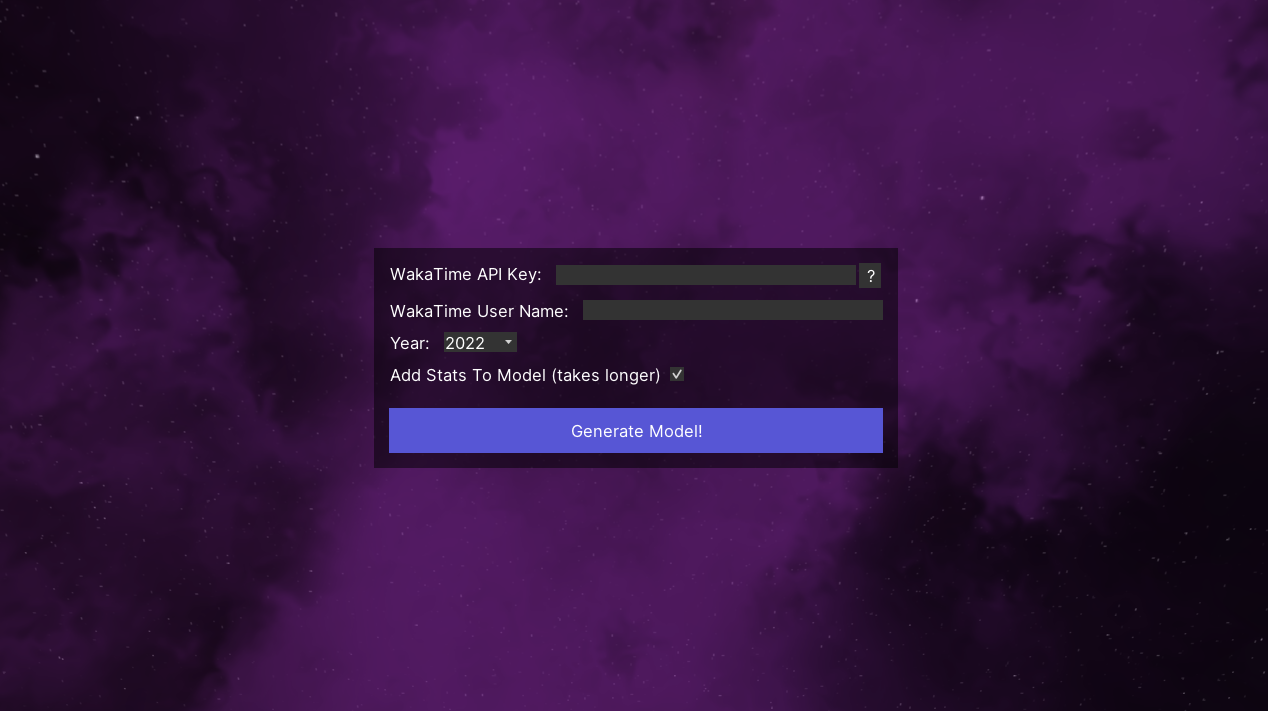 WakaTime API Key: ?
WakaTime User Name:
Year: 2022
Add Stats To Model (takes longer)
Generate Model!